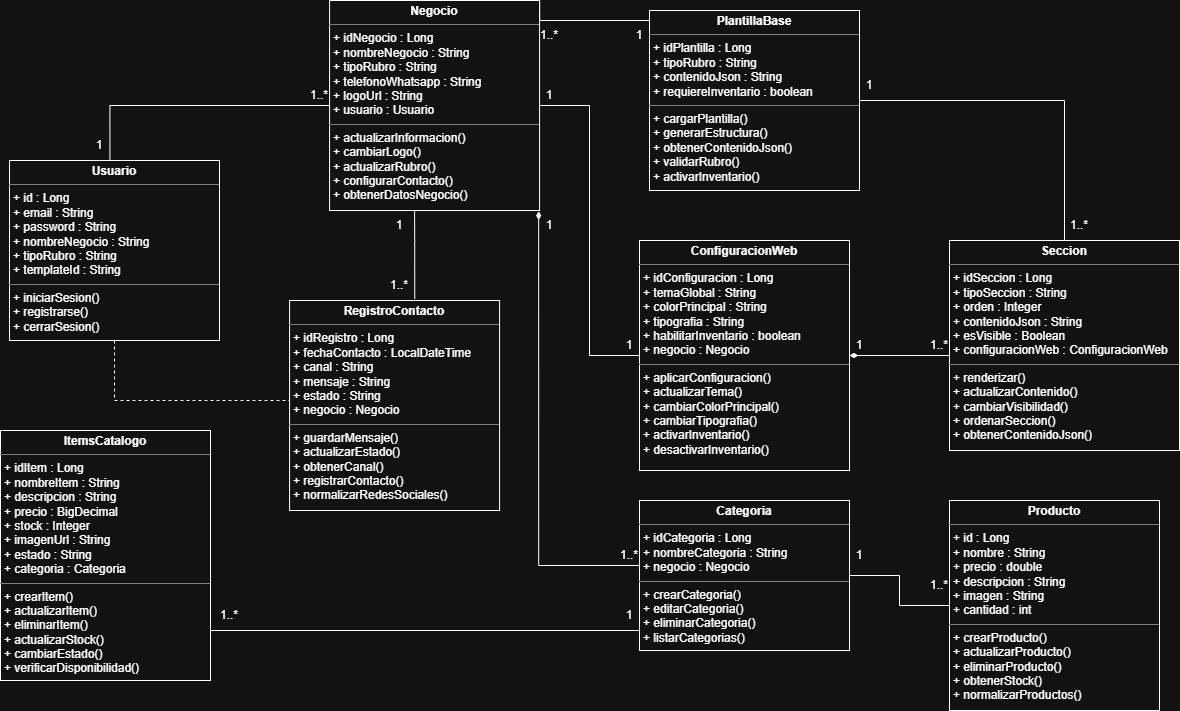 Negocio
+ idNegocio : Long
+ nombreNegocio : String
+ tipoRubro : String
+ telefonoWhatsapp : String
+ logoUrl : String
+ usuario : Usuario
+ actualizarInformacion()
+ cambiarLogo()
+ actualizarRubro()
+ configurarContacto()
+ obtenerDatosNegocio()
1..*
1
PlantillaBase
+ idPlantilla : Long
+ tipoRubro : String
+ contenidoJson : String
+ requiereInventario : boolean
+ cargarPlantilla()
+ generarEstructura()
+ obtenerContenidoJson()
+ validarRubro()
+ activarInventario()
1
1..*
1..*
1
1
1
Usuario
+ id : Long
+ email : String
+ password : String
+ nombreNegocio : String
+ tipoRubro : String
+ templateId : String
+ iniciarSesion()
+ registrarse()
+ cerrarSesion()
1
1..*
1
RegistroContacto
+ idRegistro : Long
+ fechaContacto : LocalDateTime
+ canal : String
+ mensaje : String
+ estado : String
+ negocio : Negocio
+ guardarMensaje()
+ actualizarEstado()
+ obtenerCanal()
+ registrarContacto()
+ normalizarRedesSociales()
ConfiguracionWeb
+ idConfiguracion : Long
+ temaGlobal : String
+ colorPrincipal : String
+ tipografia : String
+ habilitarInventario : boolean
+ negocio : Negocio
+ aplicarConfiguracion()
+ actualizarTema()
+ cambiarColorPrincipal()
+ cambiarTipografia()
+ activarInventario()
+ desactivarInventario()
1
1..*
Seccion
+ idSeccion : Long
+ tipoSeccion : String
+ orden : Integer
+ contenidoJson : String
+ esVisible : Boolean
+ configuracionWeb : ConfiguracionWeb
+ renderizar()
+ actualizarContenido()
+ cambiarVisibilidad()
+ ordenarSeccion()
+ obtenerContenidoJson()
ItemsCatalogo
+ idItem : Long
+ nombreItem : String
+ descripcion : String
+ precio : BigDecimal
+ stock : Integer
+ imagenUrl : String
+ estado : String
+ categoria : Categoria
+ crearItem()
+ actualizarItem()
+ eliminarItem()
+ actualizarStock()
+ cambiarEstado()
+ verificarDisponibilidad()
1..*
1
1..*
Categoria
+ idCategoria : Long
+ nombreCategoria : String
+ negocio : Negocio
+ crearCategoria()
+ editarCategoria()
+ eliminarCategoria()
+ listarCategorias()
1
1..*
Producto
+ id : Long
+ nombre : String
+ precio : double
+ descripcion : String
+ imagen : String
+ cantidad : int
+ crearProducto()
+ actualizarProducto()
+ eliminarProducto()
+ obtenerStock()
+ normalizarProductos()